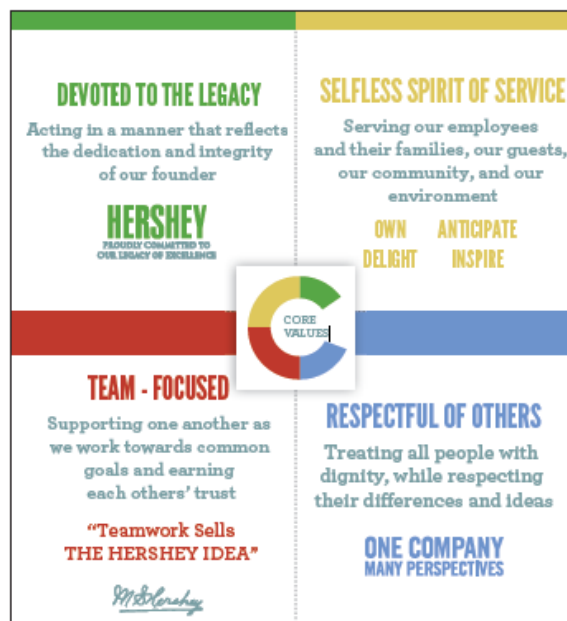 DEVOTED TO THE LEGACY
Acting in a manner that reflects
the dedication and integrity
of our founder
HERSHEY
PROUDLY COMMITTED TO
OUR LEGACY OF EXCELLENCE
SELFLESS SPIRIT OF SERVICE
Serving our employees
and their families, our guests,
our community, and our
environment
OWN ANTICIPATE
DELIGHT INSPIRE
CORE
VALUES
TEAM - FOCUSED
Supporting one another as
we work towards common
goals and earning
each others' trust
“Teamwork Sells
THE HERSHEY IDEA”
M S Hershey
RESPECTFUL OF OTHERS
Treating all people with
dignity, while respecting
their differences and ideas
ONE COMPANY
MANY PERSPECTIVES